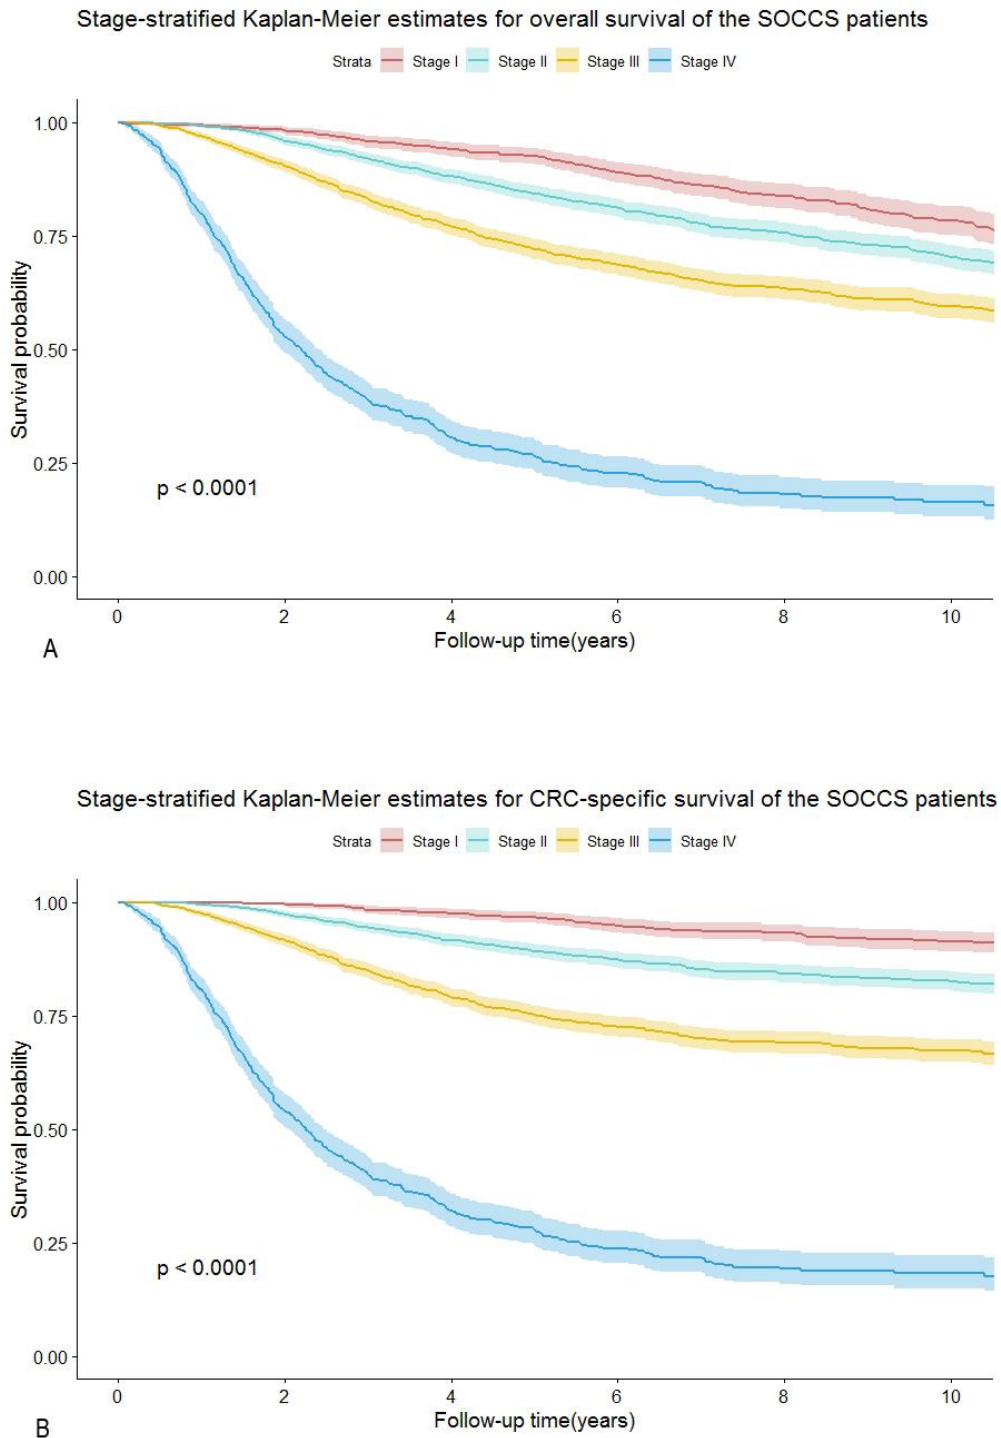 Stage-stratified Kaplan-Meier estimates for overall survival of the SOCCS patients
Strata Stage I Stage II Stage III Stage IV
1.00
0.75
0.50
0.25
0.00
Survival probability
p < 0.0001
0 2 4 6 8 10
Follow-up time(years)
A
Stage-stratified Kaplan-Meier estimates for CRC-specific survival of the SOCCS patients
Strata Stage I Stage II Stage III Stage IV
1.00
0.75
0.50
0.25
0.00
Survival probability
p < 0.0001
0 2 4 6 8 10
Follow-up time(years)
B